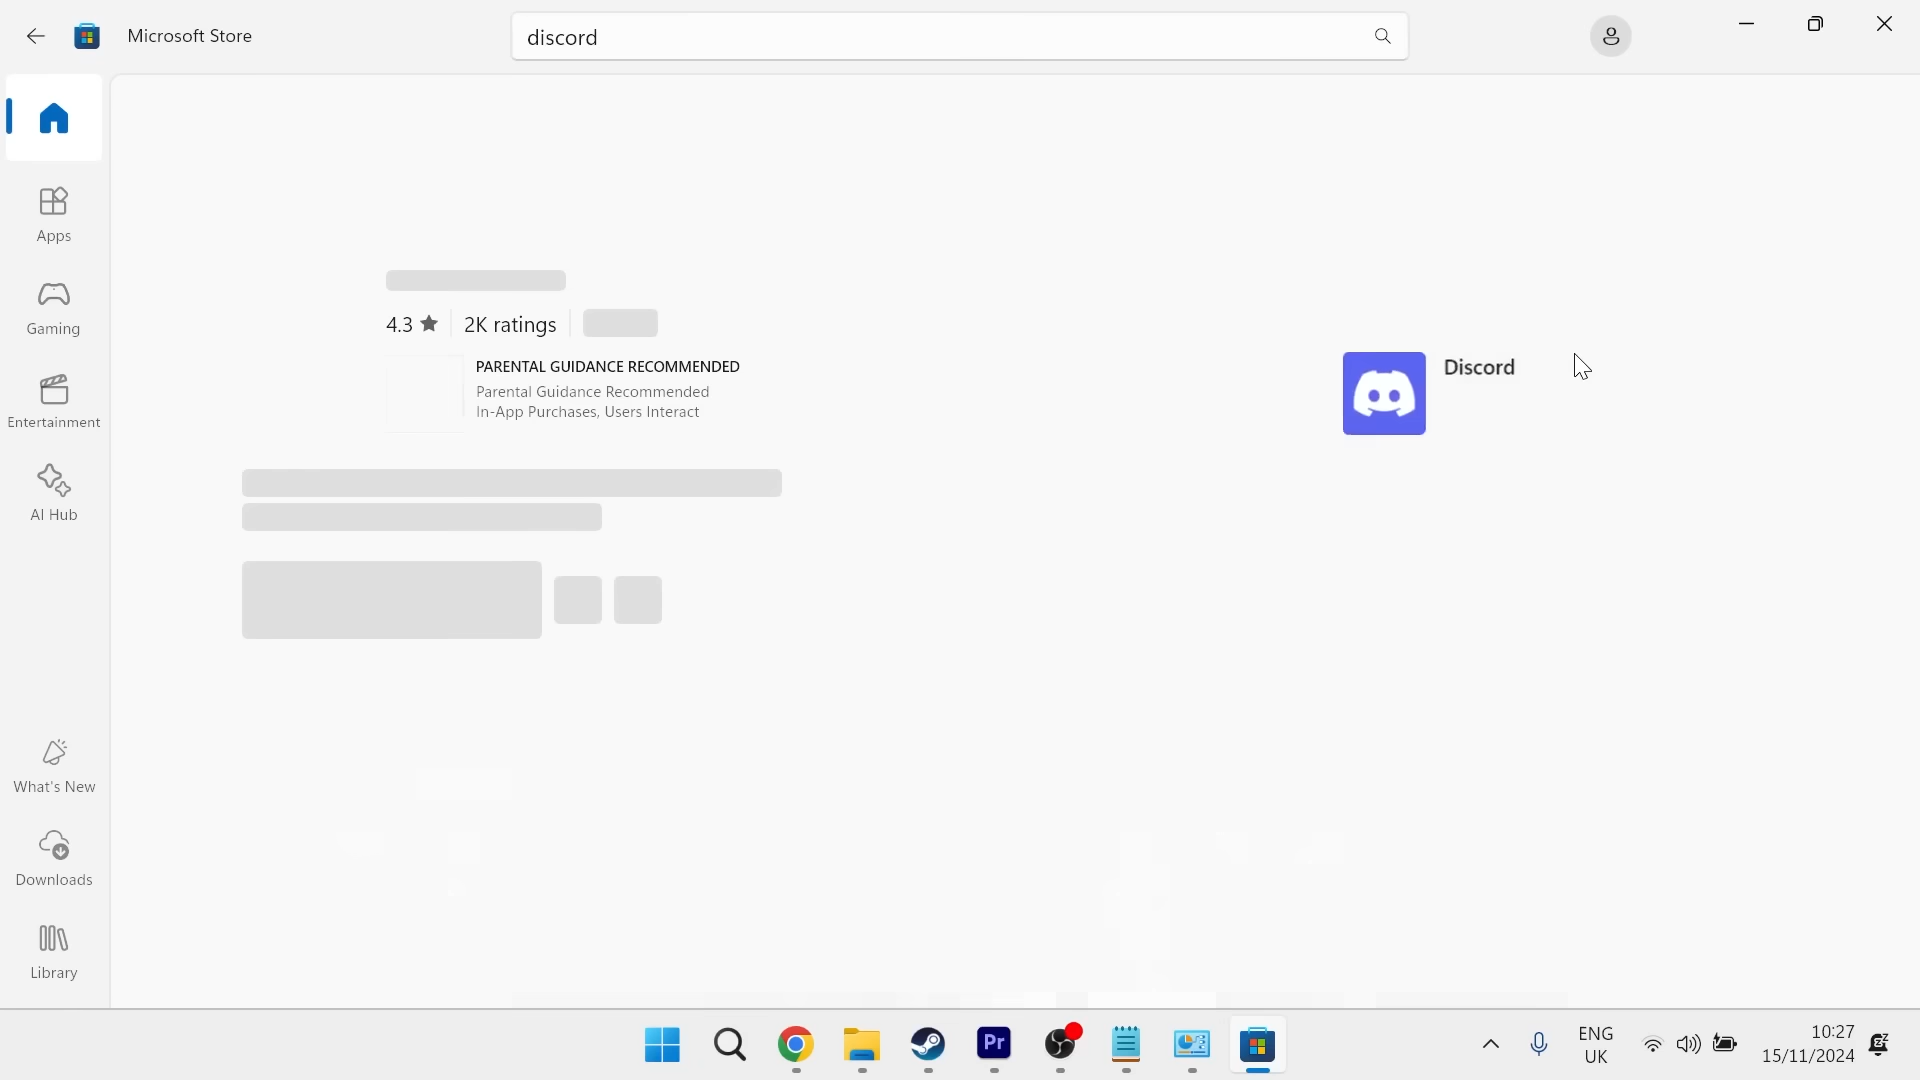 Microsoft Store
discord
Apps
Gaming
Entertainment
AI Hub
What's New
Downloads
Library
4.3
2K ratings
PARENTAL GUIDANCE RECOMMENDED
Parental Guidance Recommended
In-App Purchases, Users Interact
Discord
Pr
ENG
UK
10:27
15/11/2024